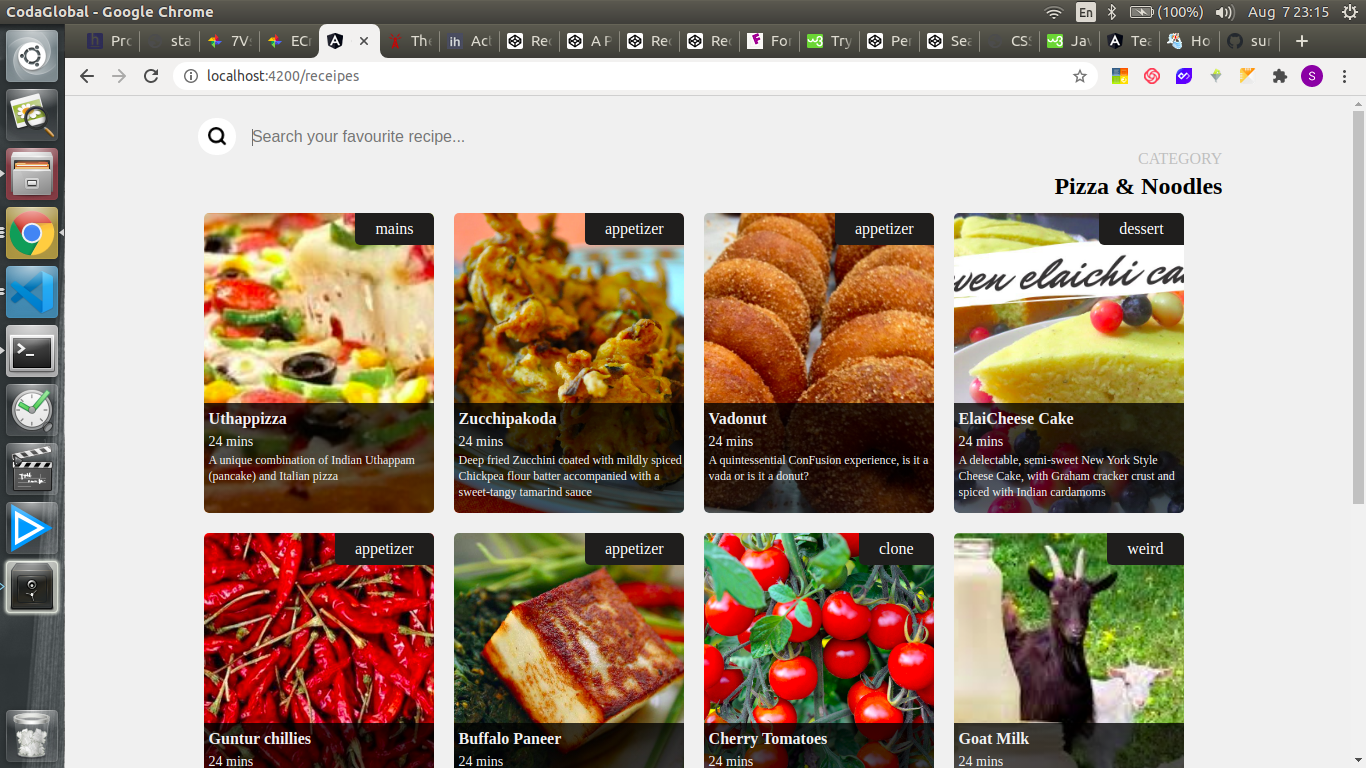 CodaGlobal - Google Chrome
En
(100%)
Aug 7 23:15
Pro
sta
7Vs
ECr
The
ih
Act
Rec
A P
Rec
Rec
For
Try
Per
Sea
CSS
Jav
Tea
Ho
sur
localhost:4200/receipes
S
Search your favourite recipe...
CATEGORY
Pizza & Noodles
mains
Uthappizza
24 mins
A unique combination of Indian Uthappam
(pancake) and Italian pizza
appetizer
Zucchipakoda
24 mins
Deep fried Zucchini coated with mildly spiced
Chickpea flour batter accompanied with a
sweet-tangy tamarind sauce
appetizer
Vadonut
24 mins
A quintessential ConFusion experience, is it a
vada or is it a donut?
dessert
ven elaichi ca
ElaiCheese Cake
24 mins
A delectable, semi-sweet New York Style
Cheese Cake, with Graham cracker crust and
spiced with Indian cardamoms
appetizer
Guntur chillies
24 mins
appetizer
Buffalo Paneer
24 mins
clone
Cherry Tomatoes
24 mins
weird
Goat Milk
24 mins